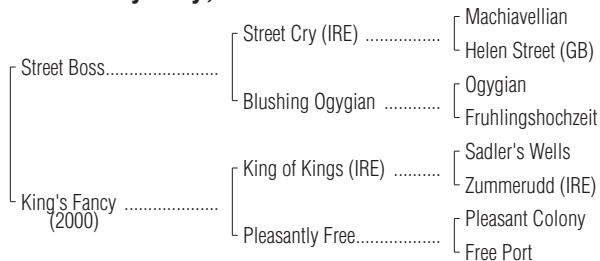 Machiavellian
Street Cry (IRE) ................
Helen Street (GB)
Street Boss........................
Ogygian
Blushing Ogygian ............
Fruhlingshochzeit
Sadler's Wells
King of Kings (IRE) ..........
Zummerudd (IRE)
King's Fancy ....................
(2000)
Pleasant Colony
Pleasantly Free..................
Free Port